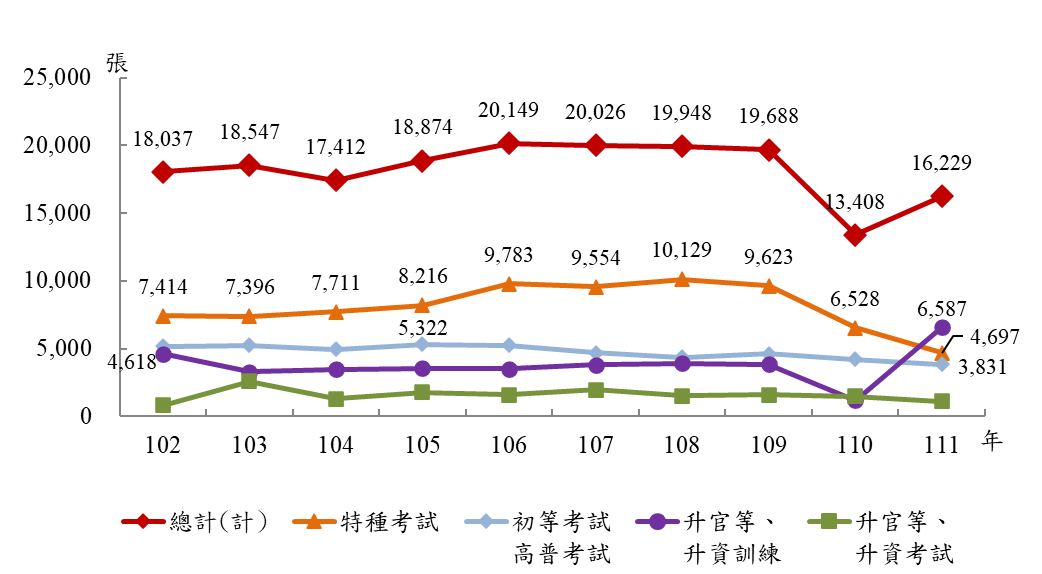 張
25,000
20,000
15,000
10,000
5,000
0
18,037 18,547 17,412 18,874 20,149 20,026 19,948 19,688 13,408 16,229
7,414 7,396 7,711 8,216 9,783 9,554 10,129 9,623 6,528 4,697
5,322 3,831
4,618 6,587
102 103 104 105 106 107 108 109 110 111 年
總計(計)
特種考試
初等考試
高普考試
升官等、
升資訓練
升官等、
升資考試